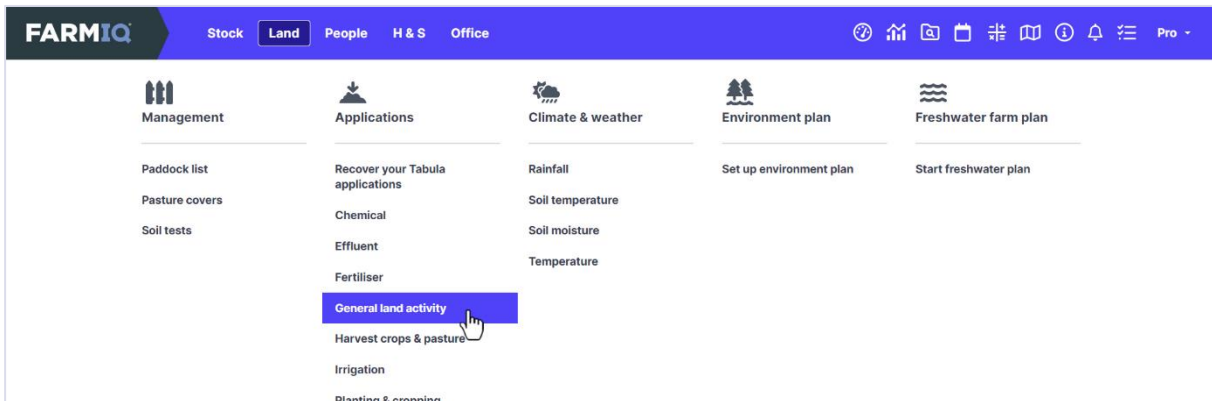 FARMIQ
Stock Land People H & S Office
Pro
Management
Paddock list
Pasture covers
Soil tests
Applications
Recover your Tabula
applications
Chemical
Effluent
Fertiliser
General land activity
Harvest crops & pasture
Irrigation
Planting & cropping
Climate & weather
Rainfall
Soil temperature
Soil moisture
Temperature
Environment plan
Set up environment plan
Freshwater farm plan
Start freshwater plan